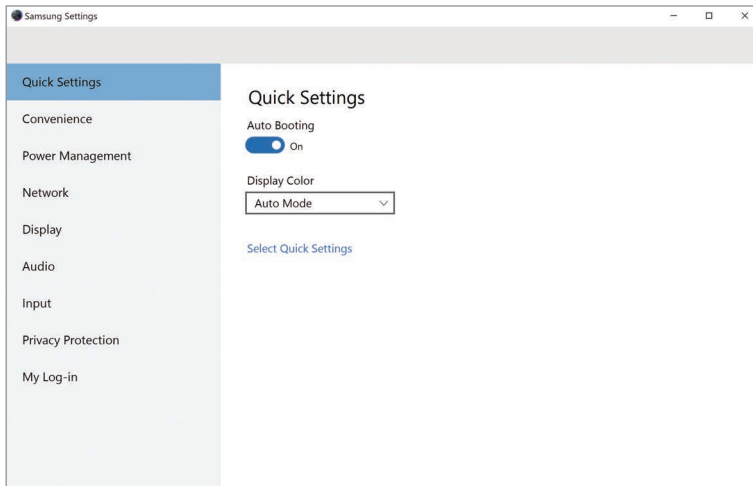 Samsung Settings
Quick Settings
Convenience
Power Management
Network
Display
Audio
Input
Privacy Protection
My Log-in
Quick Settings
Auto Booting
On
Display Color
Auto Mode
Select Quick Settings